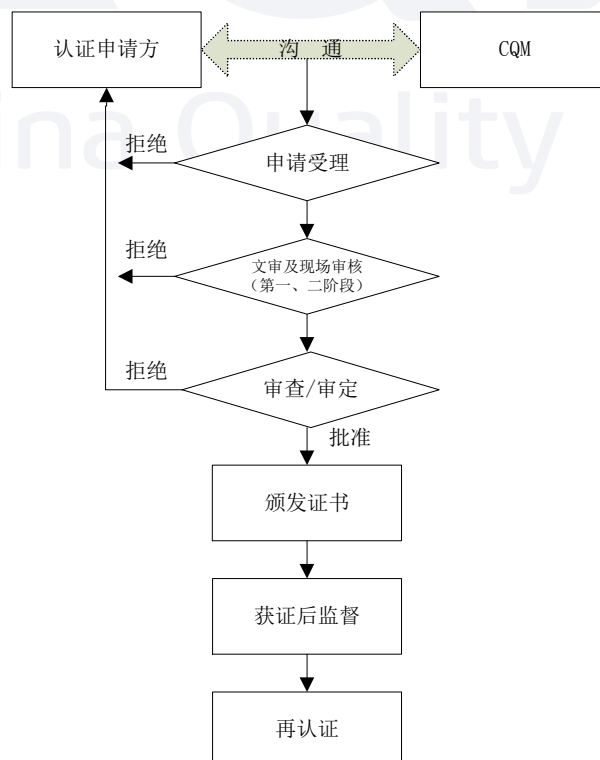 认证申请方
沟 通
CQM
ina Quality
拒绝
申请受理
拒绝
文审及现场审核
（第一、二阶段）
拒绝
审查/审定
批准
颁发证书
获证后监督
再认证